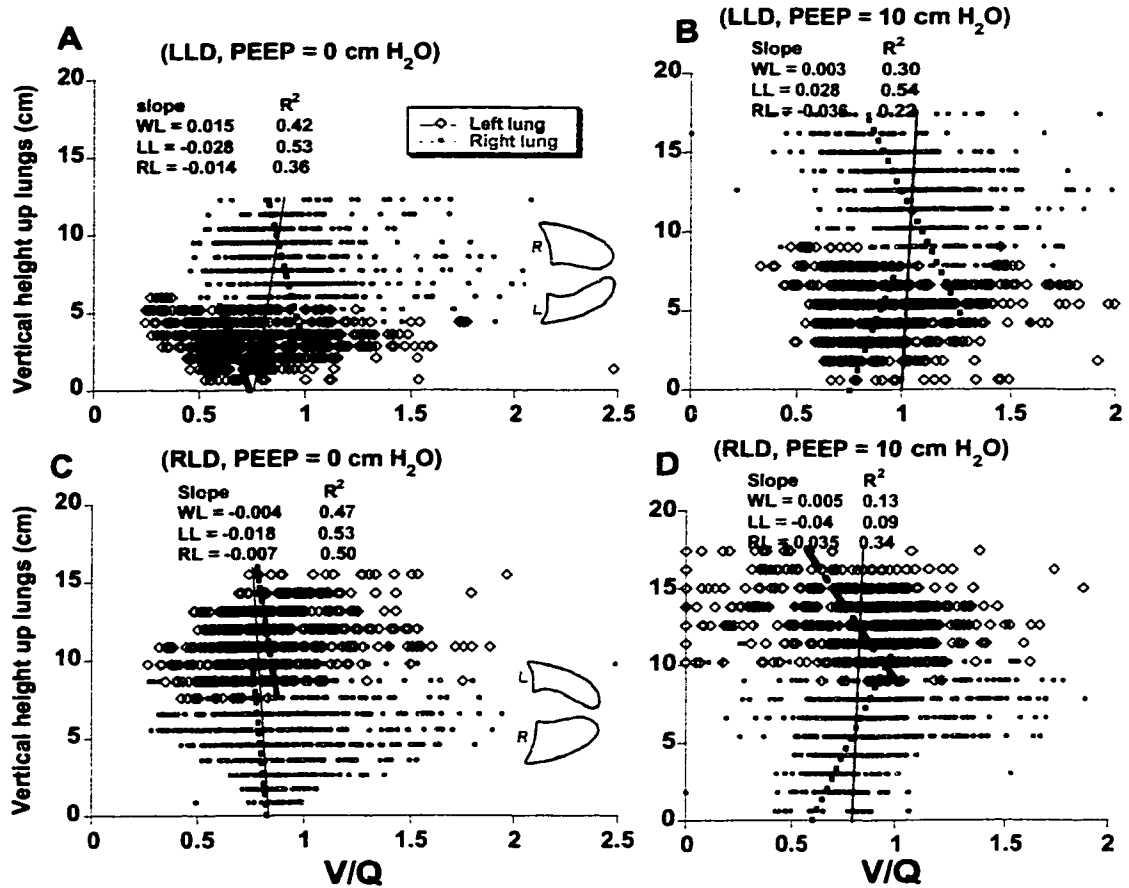 A
(LLD, PEEP = 0 cm H2O)
slope R2
WL = 0.015 0.42
LL = -0.028 0.53
RL = -0.014 0.36
Left lung
Right lung
R
L
Vertical height up lungs (cm)
20
15
10
5
0
0 0.5 1 1.5 2 2.5
B
(LLD, PEEP = 10 cm H2O)
Slope R2
WL = 0.003 0.30
LL = 0.028 0.54
RL = -0.036 0.22
20
15
10
5
0
0 0.5 1 1.5 2
C
(RLD, PEEP = 0 cm H2O)
Slope R2
WL = -0.004 0.47
LL = -0.018 0.53
RL = -0.007 0.50
L
R
Vertical height up lungs (cm)
20
15
10
5
0
0 0.5 1 1.5 2 2.5
V/Q
D
(RLD, PEEP = 10 cm H2O)
Slope R2
WL = 0.005 0.13
LL = -0.04 0.09
RL = 0.035 0.34
20
15
10
5
0
0 0.5 1 1.5 2
V/Q